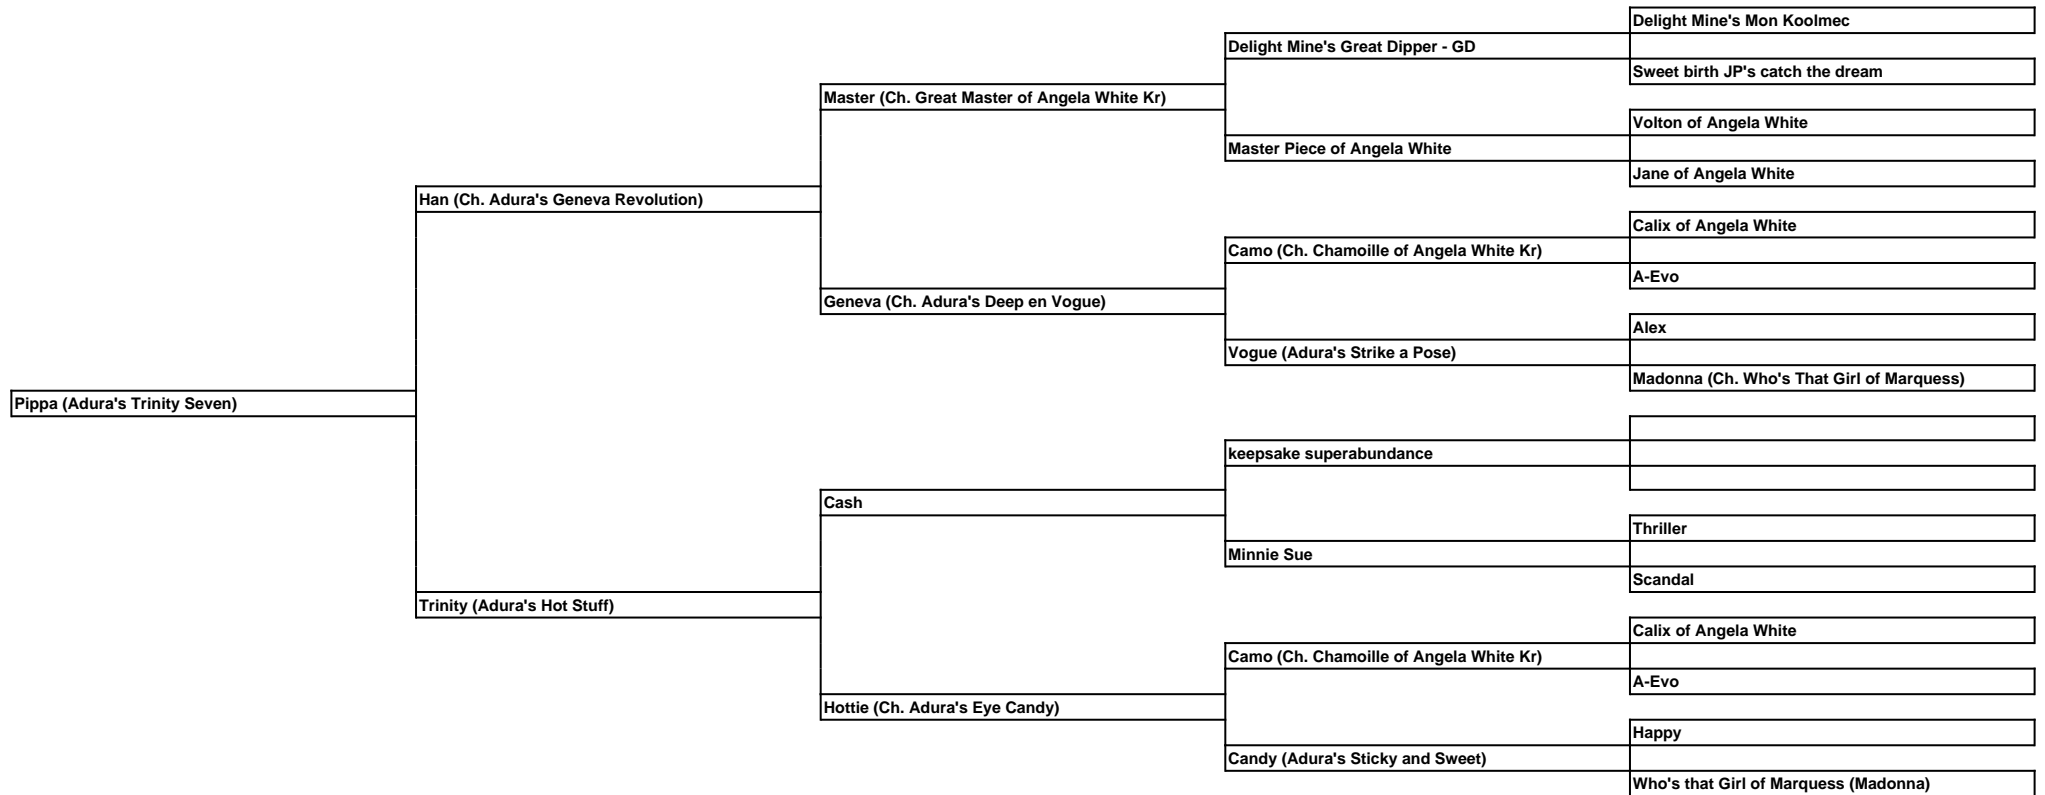 Delight Mine's Mon Koolmec
Delight Mine's Great Dipper - GD
Sweet birth JP's catch the dream
Master (Ch. Great Master of Angela White Kr)
Volton of Angela White
Master Piece of Angela White
Jane of Angela White
Han (Ch. Adura's Geneva Revolution)
Calix of Angela White
Camo (Ch. Chamoille of Angela White Kr)
A-Evo
Geneva (Ch. Adura's Deep en Vogue)
Alex
Vogue (Adura's Strike a Pose)
Madonna (Ch. Who's That Girl of Marquess)
Pippa (Adura's Trinity Seven)
keepsake superabundance
Cash
Thriller
Minnie Sue
Scandal
Trinity (Adura's Hot Stuff)
Calix of Angela White
Camo (Ch. Chamoille of Angela White Kr)
A-Evo
Hottie (Ch. Adura's Eye Candy)
Happy
Candy (Adura's Sticky and Sweet)
Who's that Girl of Marquess (Madonna)